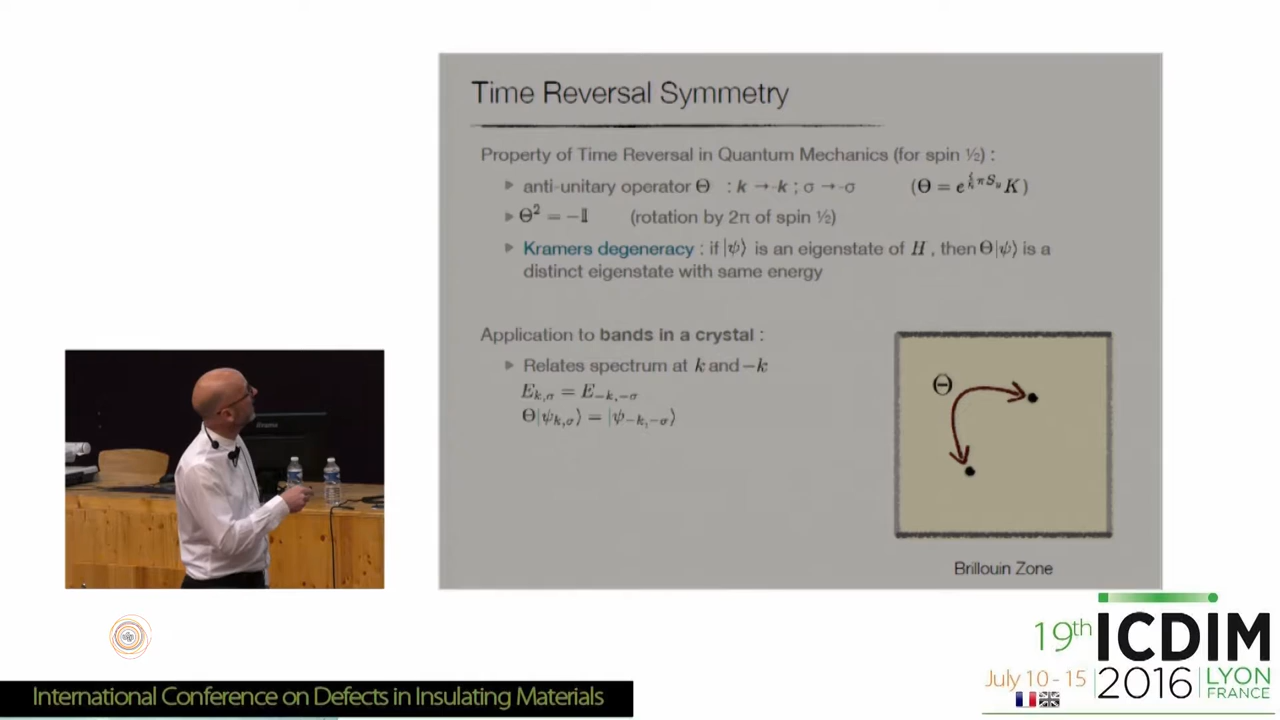 Time Reversal Symmetry
Property of Time Reversal in Quantum Mechanics (for spin ½) :
anti-unitary operator Θ : k → -k ; σ → -σ (Θ = e^{\frac{i}{ℏ} π S_y} K)
Θ² = −𝟙 (rotation by 2π of spin ½)
Kramers degeneracy : if |ψ⟩ is an eigenstate of H , then Θ|ψ⟩ is a
distinct eigenstate with same energy
Application to bands in a crystal :
Relates spectrum at k and −k
E_{k,σ} = E_{−k,−σ}
Θ|ψ_{k,σ}⟩ = |ψ_{−k,−σ}⟩
Θ
Brillouin Zone
19th ICDIM
July 10 - 15 2016 LYON
FRANCE
International Conference on Defects in Insulating Materials